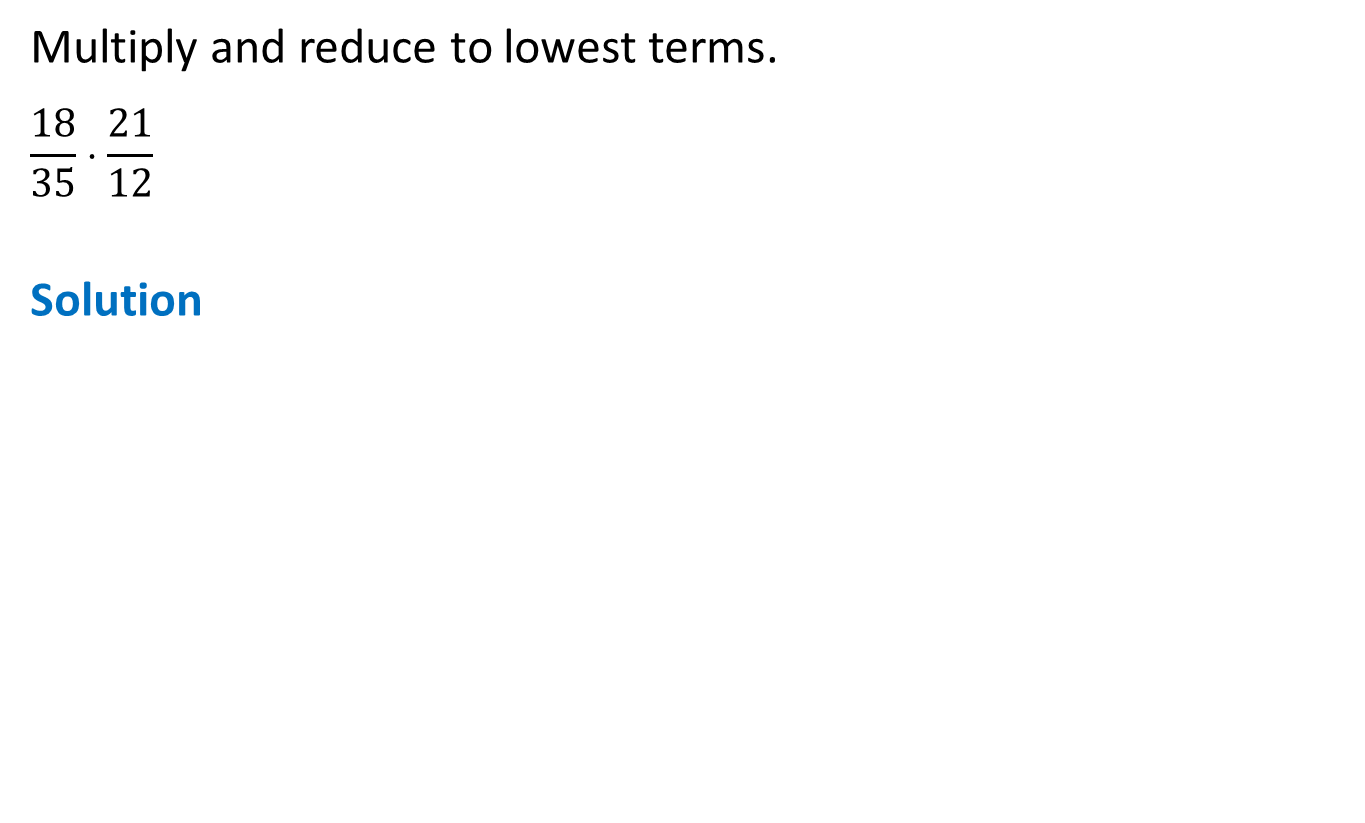 Multiply and reduce to lowest terms.
18/35 · 21/12
Solution